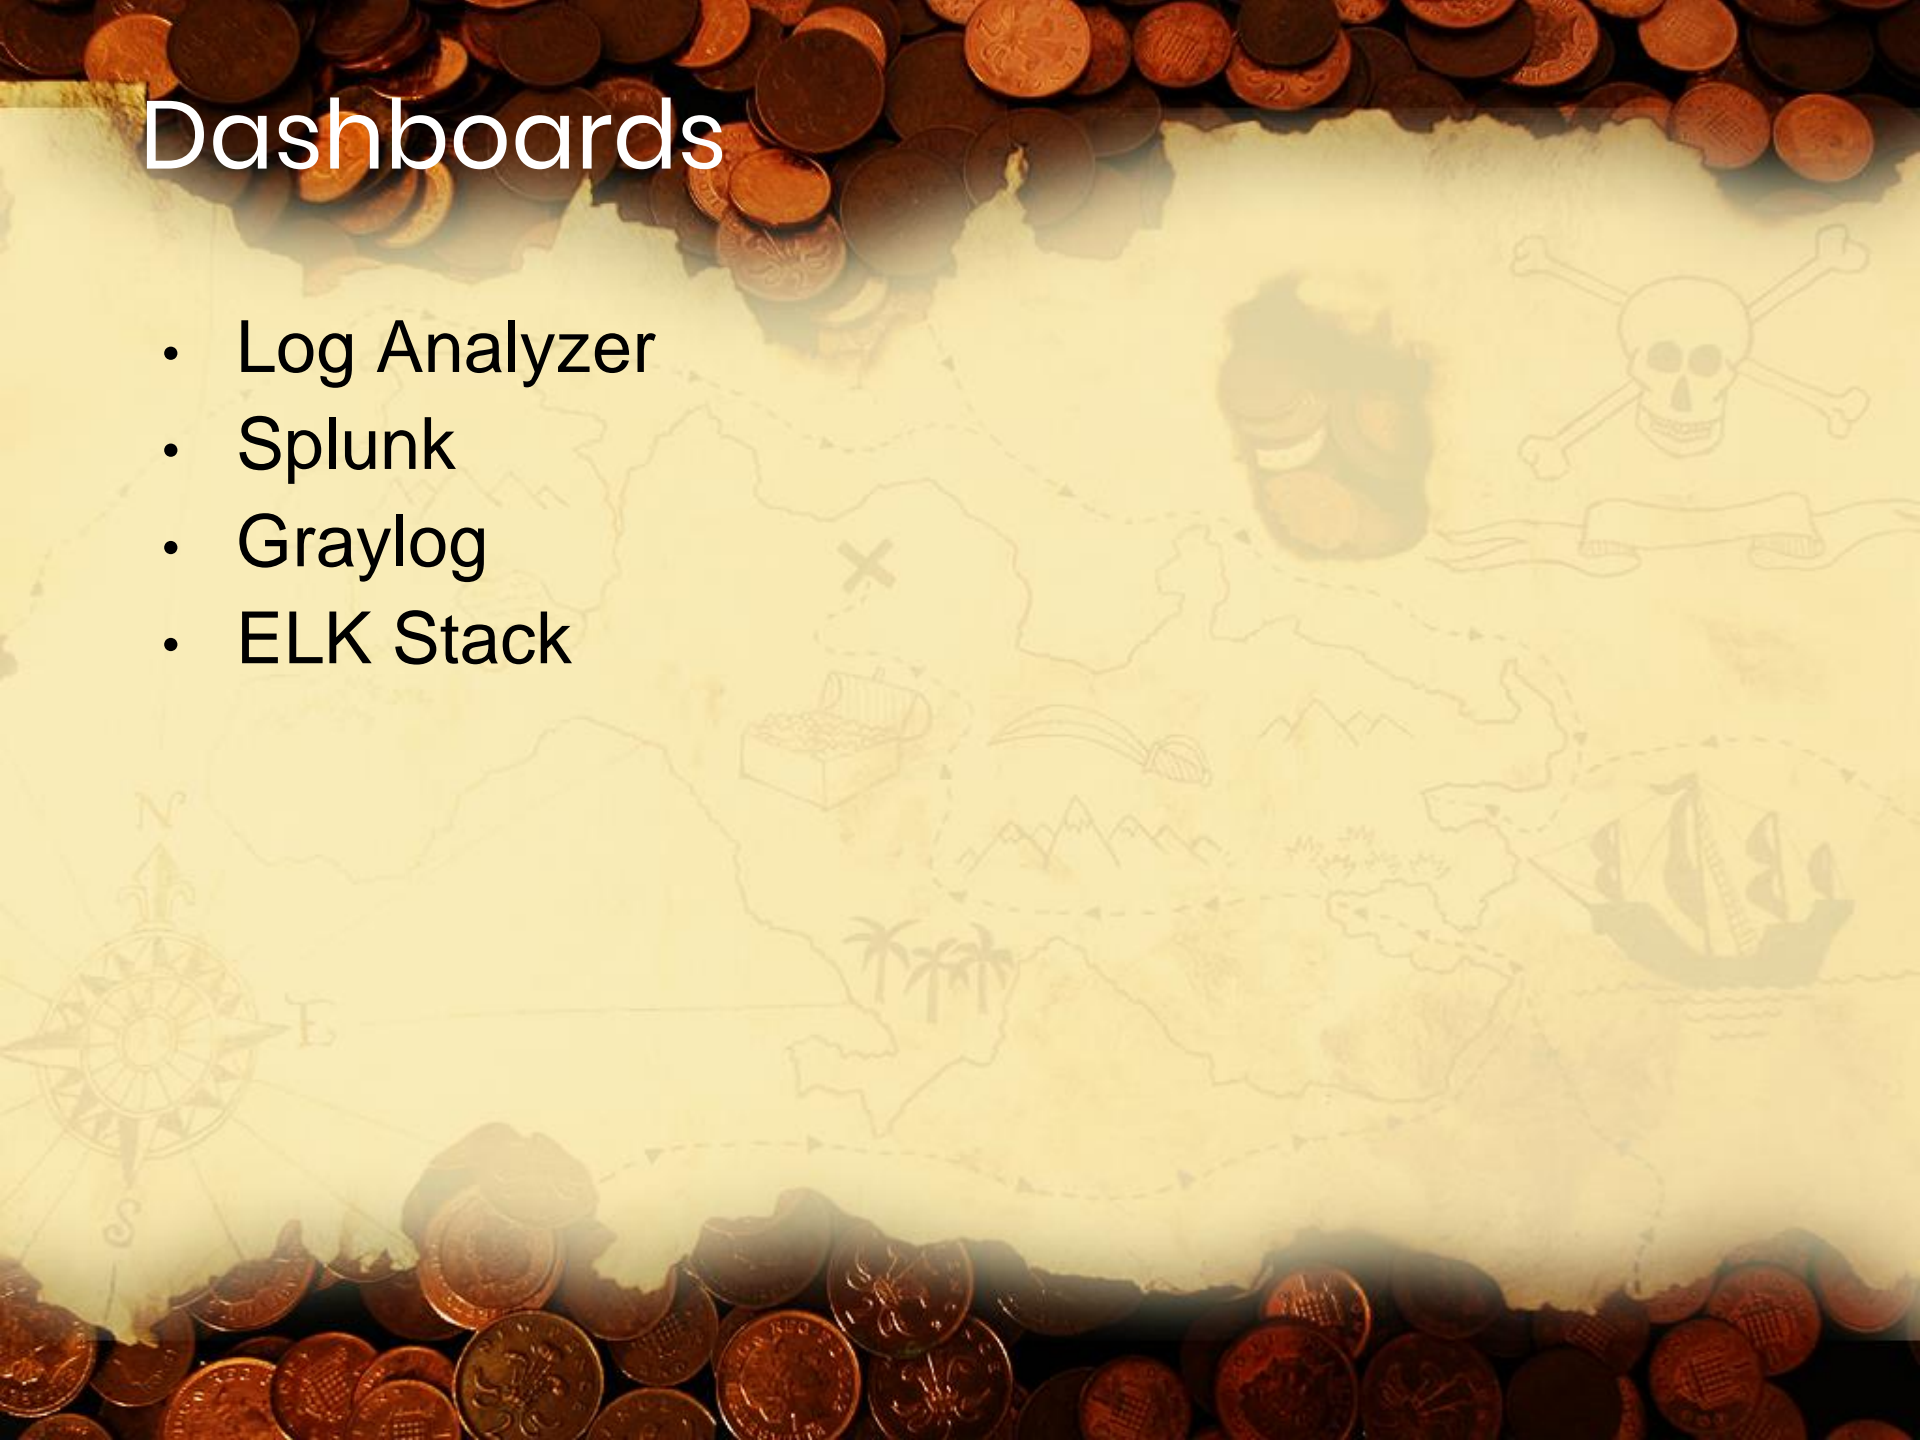 Dashboards
• Log Analyzer
• Splunk
• Graylog
• ELK Stack
N
E
S